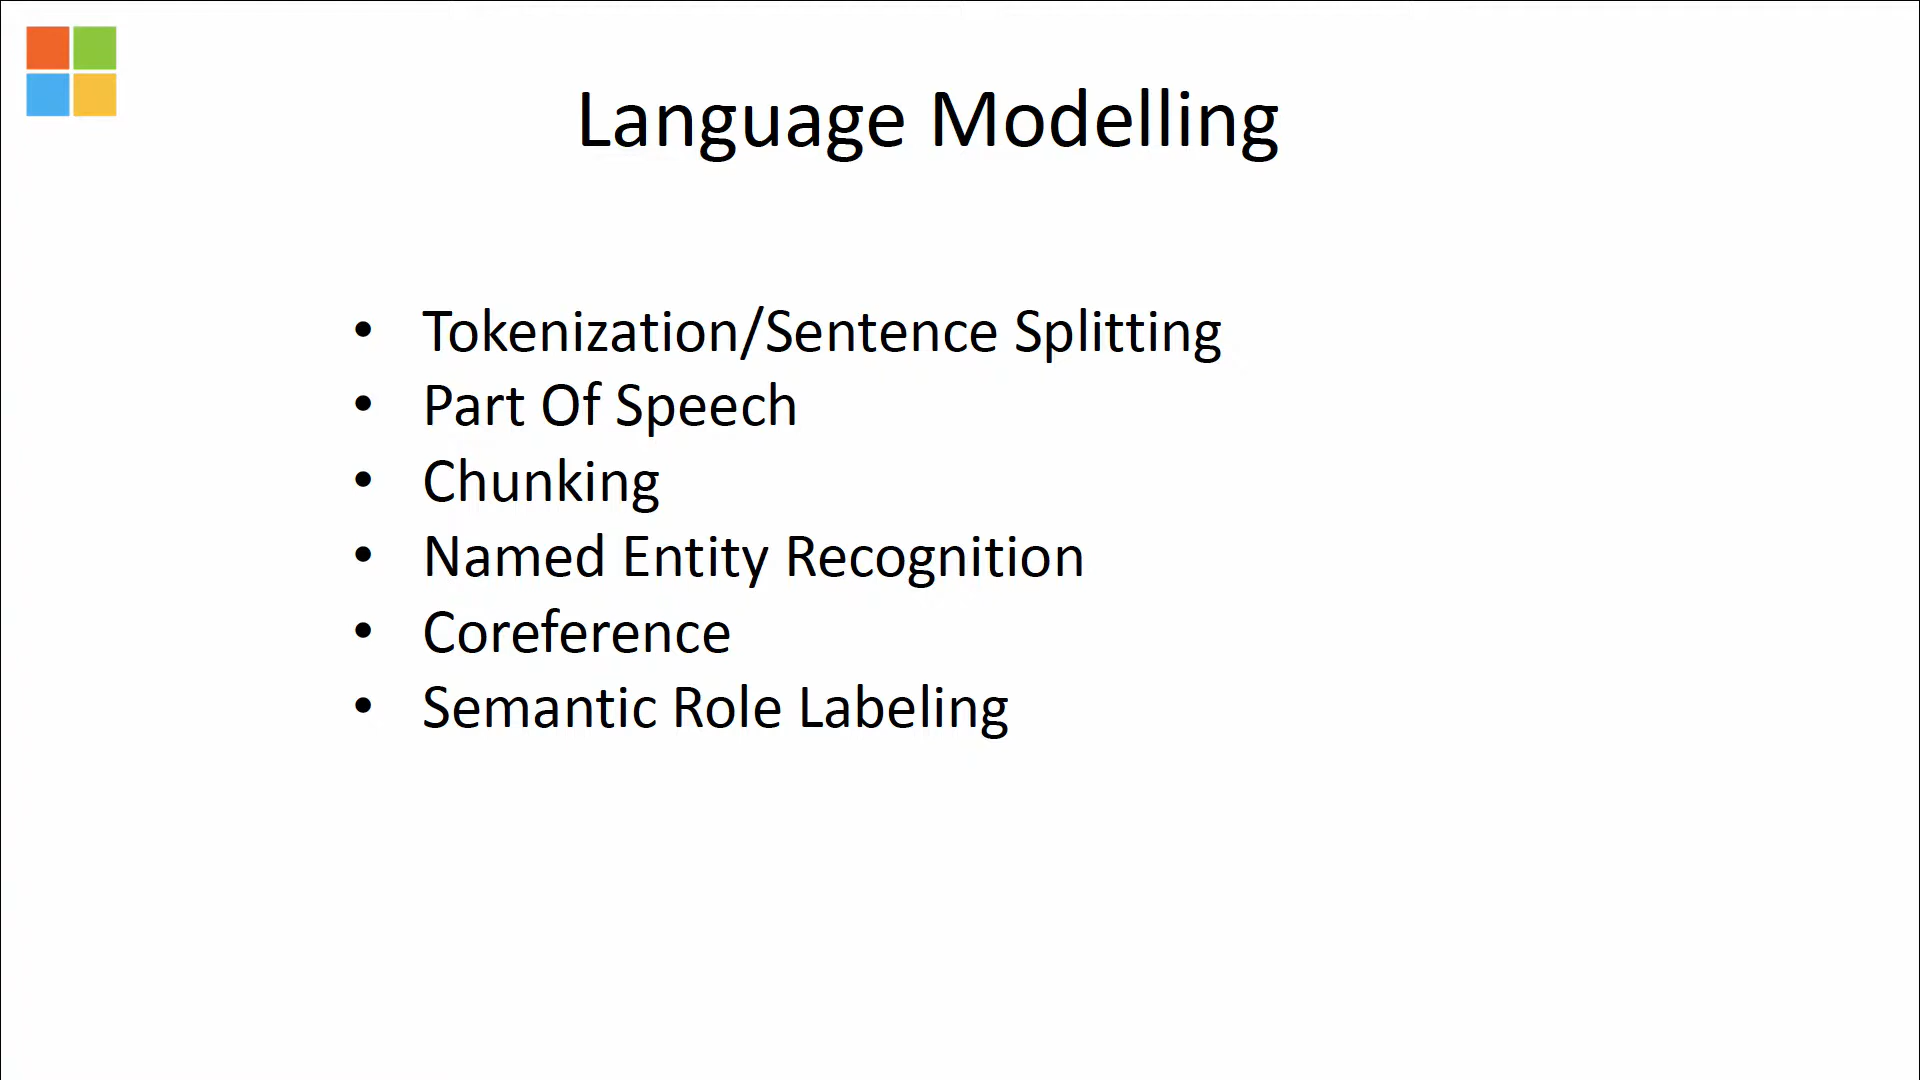 Language Modelling
• Tokenization/Sentence Splitting
• Part Of Speech
• Chunking
• Named Entity Recognition
• Coreference
• Semantic Role Labeling